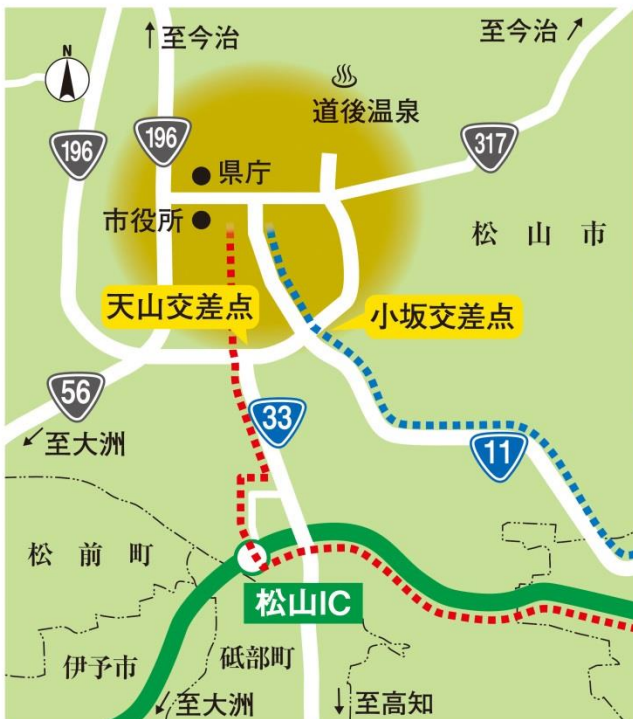 N
至今治
至今治
道後温泉
196
196
317
県庁
市役所
松山市
天山交差点
小坂交差点
56
33
至大洲
11
松前町
松山IC
伊予市
砥部町
至大洲
至高知